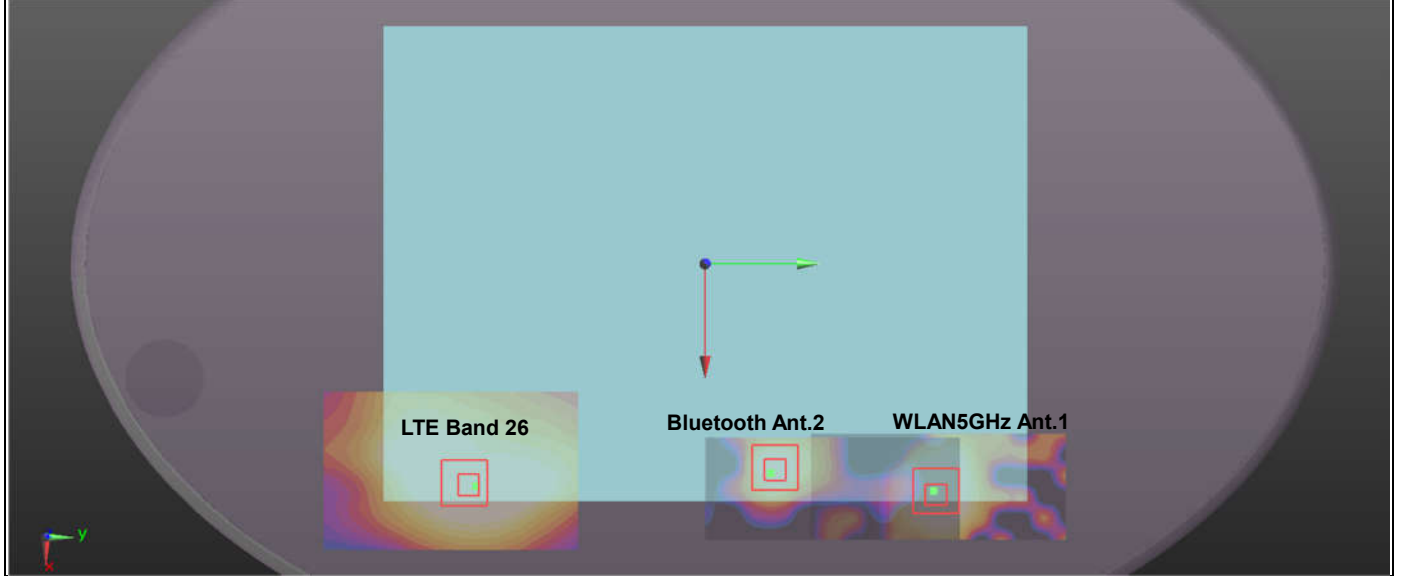 LTE Band 26
Bluetooth Ant.2
WLAN5GHz Ant.1
y
x